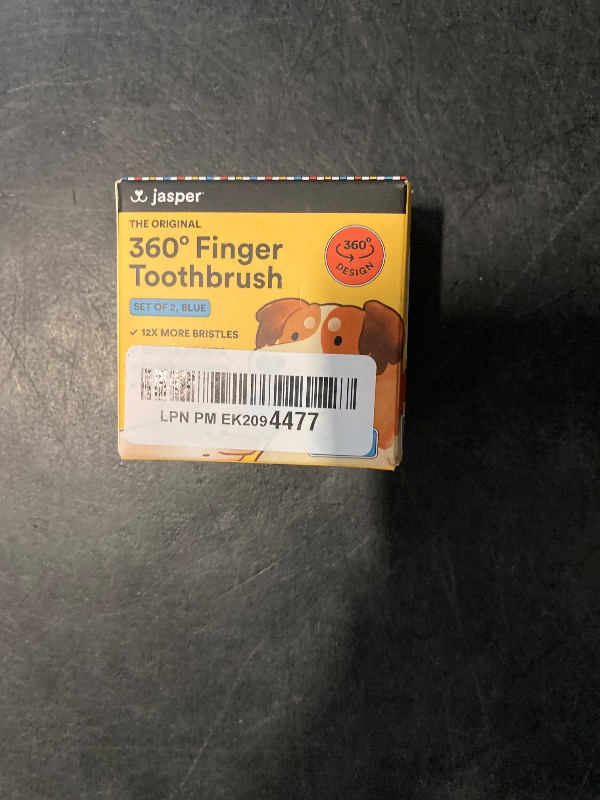 jasper
THE ORIGINAL
360° Finger
Toothbrush
360°
DESIGN
SET OF 2, BLUE
✓ 12X MORE BRISTLES
LPN PM EK2094477